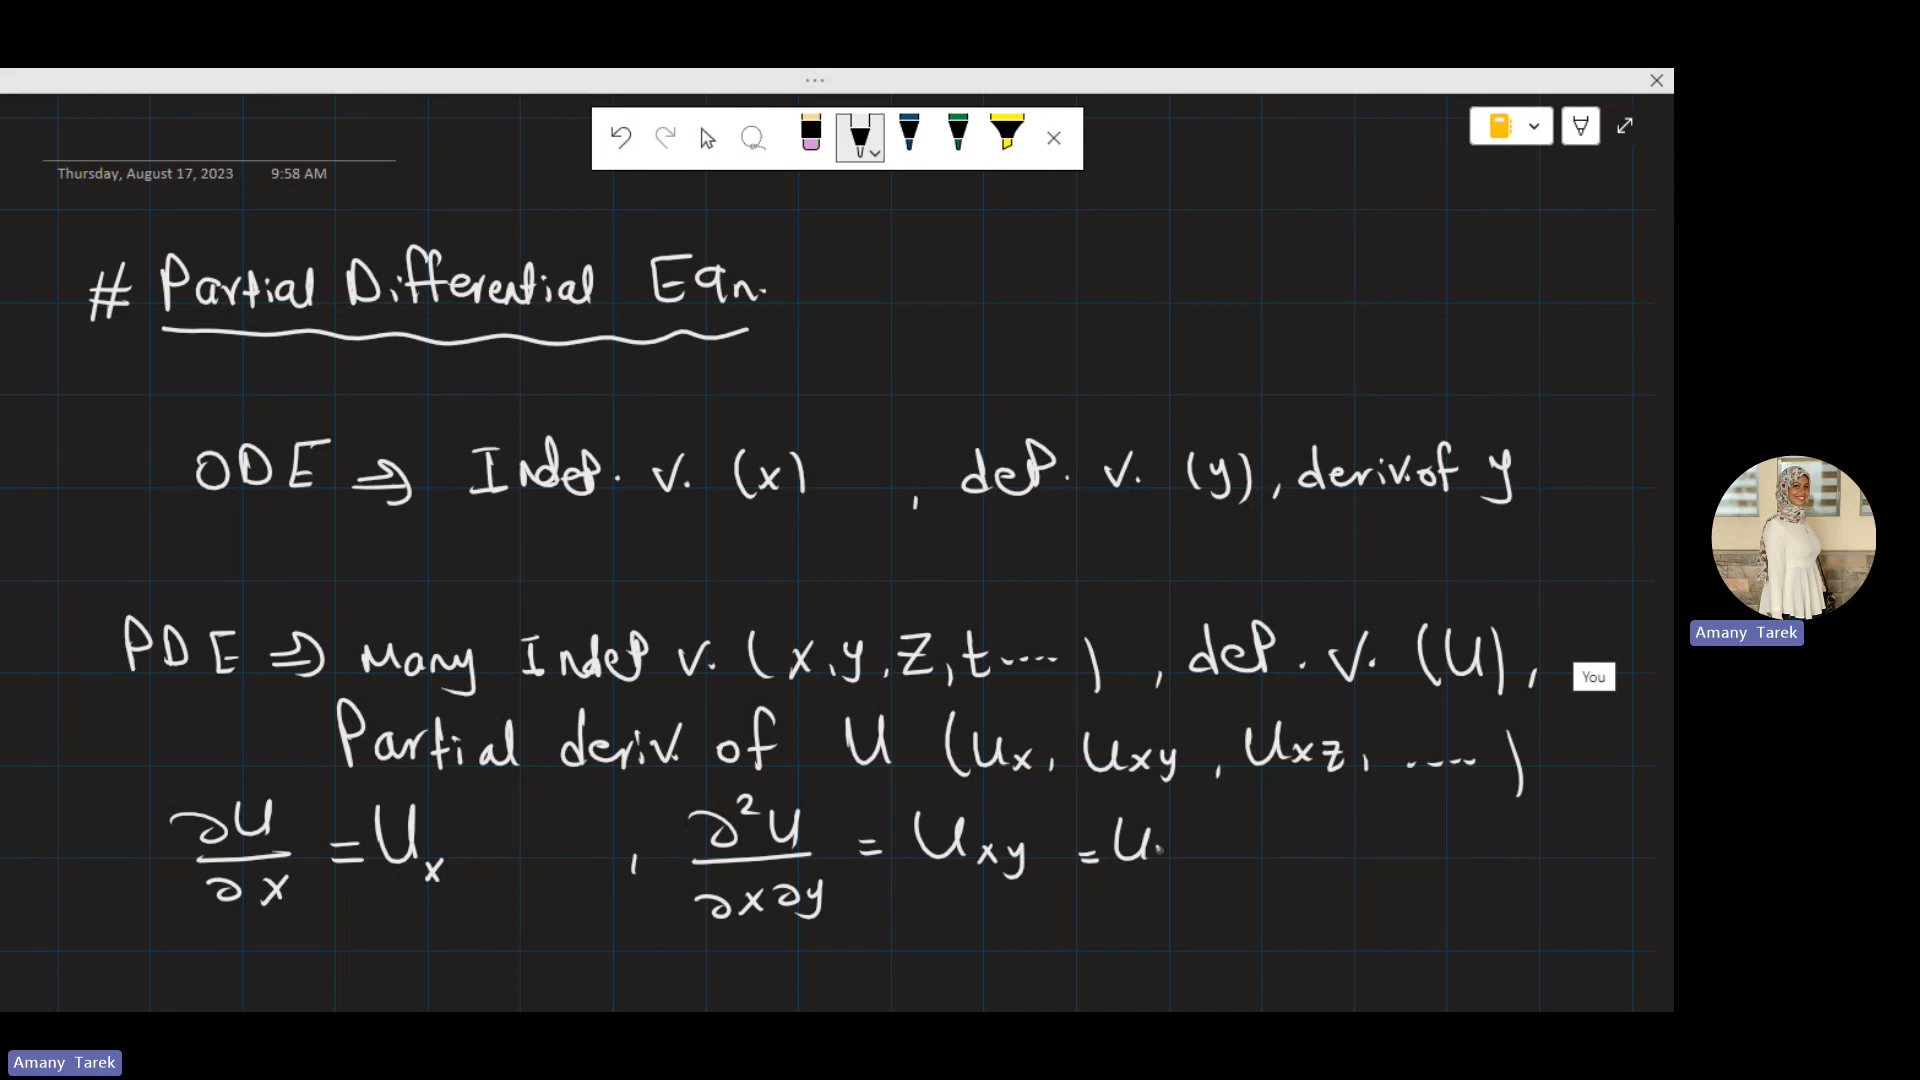 Thursday, August 17, 2023 9:58 AM
# Partial Differential Eqn.
ODE ⇒ Indep. v. (x) , dep. v. (y), deriv. of y
PDE ⇒ Many Indep v. (x, y, z, t ....) , dep. v. (U),
You
Partial deriv. of U (Ux, Uxy, Uxz, ....)
∂U/∂x = Ux , ∂²U/∂x∂y = Uxy = U
Amany Tarek
Amany Tarek